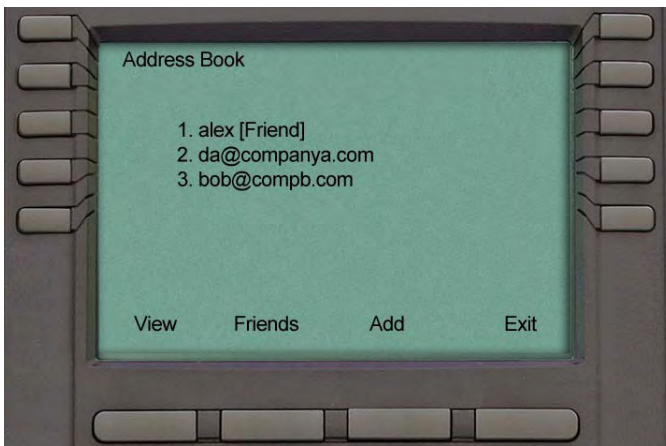 Address Book
1. alex [Friend]
2. da@companya.com
3. bob@compb.com
View Friends Add Exit